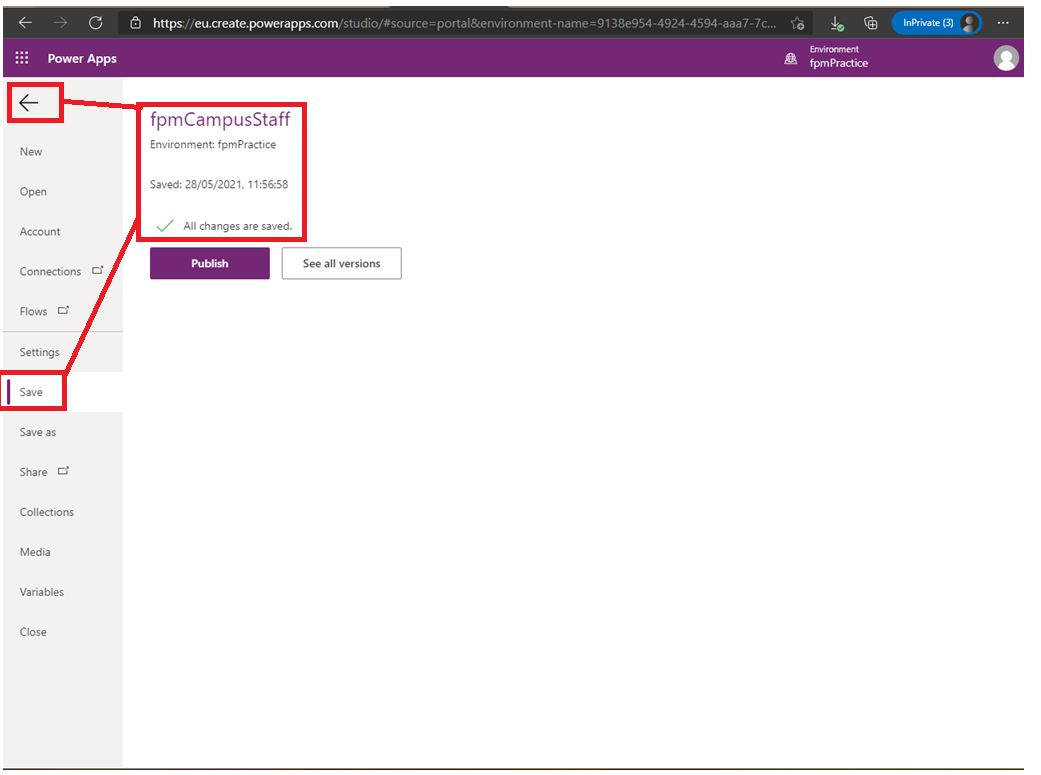 https://eu.create.powerapps.com/studio/#source=portal&environment-name=9138e954-4924-4594-aaa7-7c...
InPrivate (3)
Power Apps
Environment
fpmPractice
New
Open
Account
Connections
Flows
Settings
Save
Save as
Share
Collections
Media
Variables
Close
fpmCampusStaff
Environment: fpmPractice
Saved: 28/05/2021, 11:56:58
All changes are saved.
Publish
See all versions